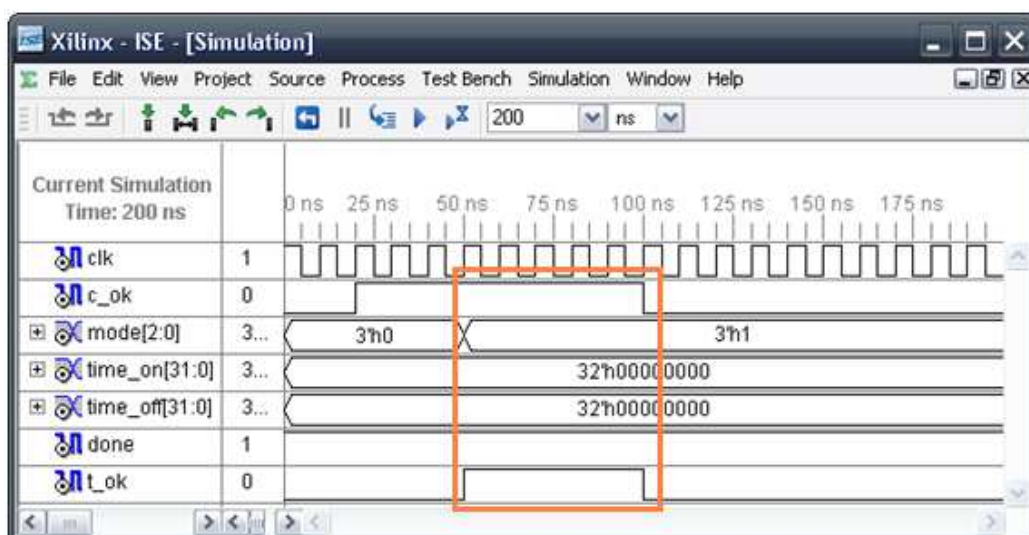 Xilinx - ISE - [Simulation]
File Edit View Project Source Process Test Bench Simulation Window Help
200 ns
Current Simulation
Time: 200 ns
0 ns 25 ns 50 ns 75 ns 100 ns 125 ns 150 ns 175 ns
clk 1
c_ok 0
mode[2:0] 3... 3'h0 3'h1
time_on[31:0] 3... 32'h00000000
time_off[31:0] 3... 32'h00000000
done 1
t_ok 0